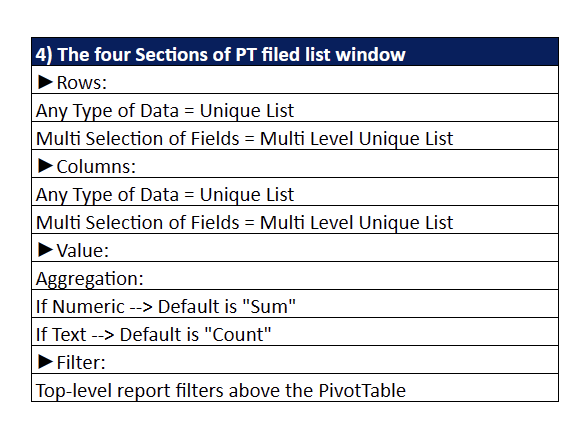 4) The four Sections of PT filed list window
►Rows:
Any Type of Data = Unique List
Multi Selection of Fields = Multi Level Unique List
►Columns:
Any Type of Data = Unique List
Multi Selection of Fields = Multi Level Unique List
►Value:
Aggregation:
If Numeric --> Default is "Sum"
If Text --> Default is "Count"
►Filter:
Top-level report filters above the PivotTable